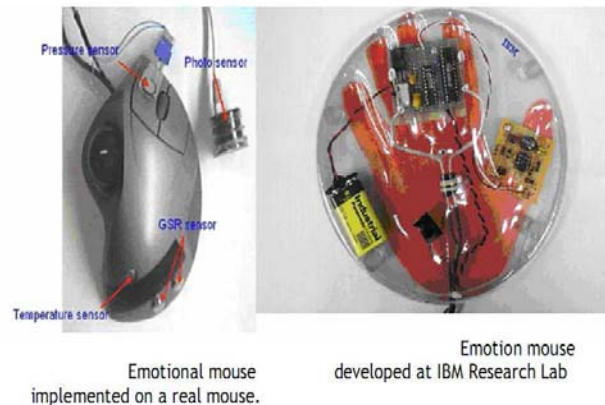 Pressure sensor
Photo sensor
GSR sensor
Temperature sensor
IBM
Industrial
Emotional mouse
implemented on a real mouse.
Emotion mouse
developed at IBM Research Lab